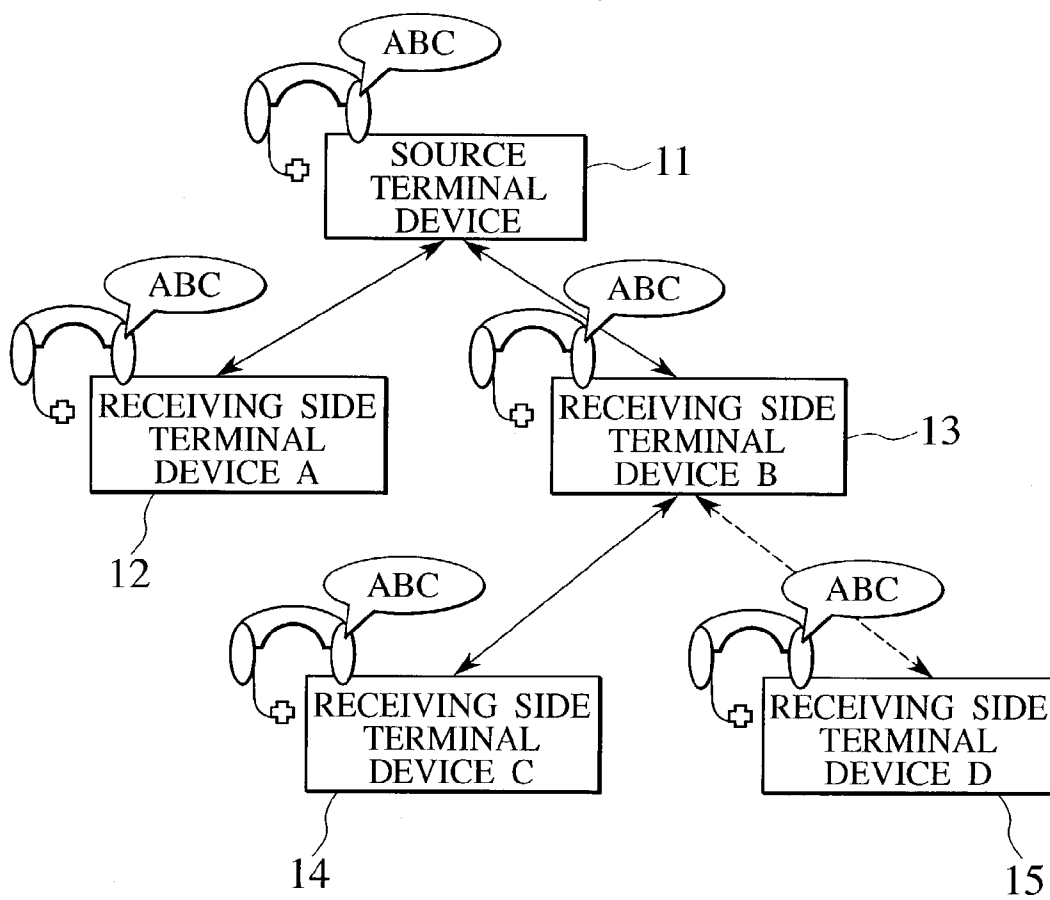 ABC
SOURCE
TERMINAL
DEVICE
11
ABC
RECEIVING SIDE
TERMINAL
DEVICE A
12
ABC
RECEIVING SIDE
TERMINAL
DEVICE B
13
ABC
RECEIVING SIDE
TERMINAL
DEVICE C
14
ABC
RECEIVING SIDE
TERMINAL
DEVICE D
15